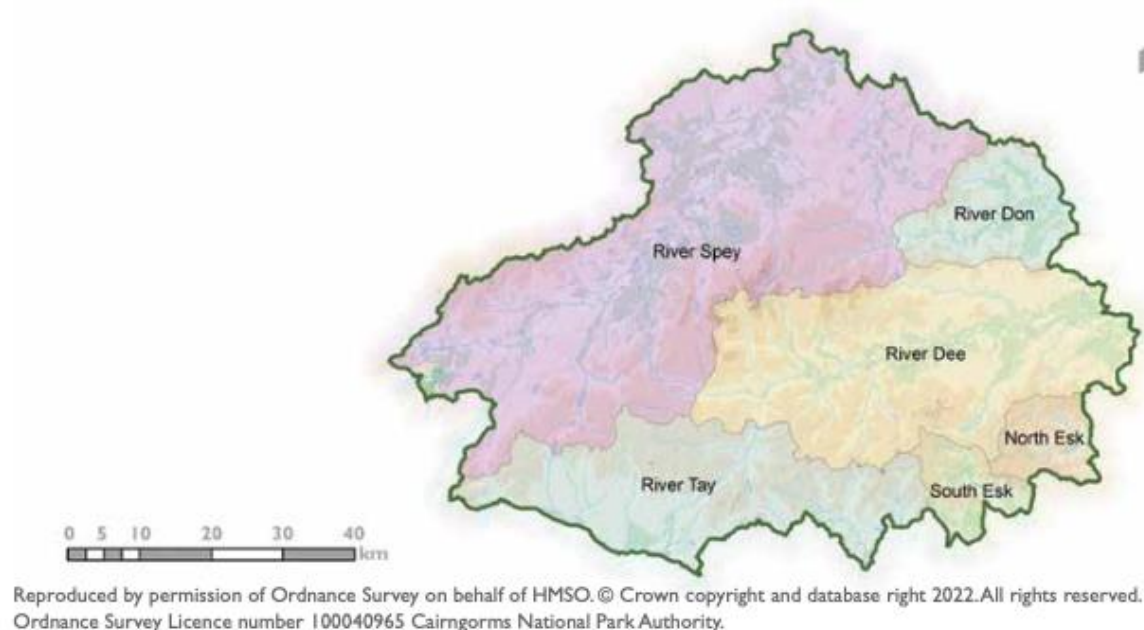 River Don
River Spey
River Dee
North Esk
River Tay
South Esk
0 5 10 20 30 40
km
Reproduced by permission of Ordnance Survey on behalf of HMSO. © Crown copyright and database right 2022. All rights reserved.
Ordnance Survey Licence number 100040965 Cairngorms National Park Authority.